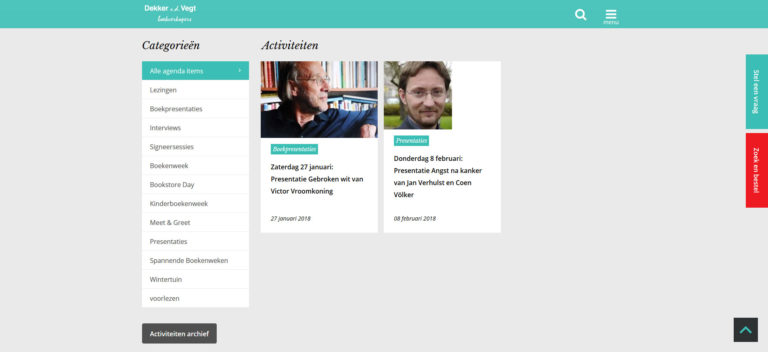 Dekker v.d. Vegt
boekverkopers
menu
Categorieën
Alle agenda items
Lezingen
Boekpresentaties
Interviews
Signeersessies
Boekenweek
Bookstore Day
Kinderboekenweek
Meet & Greet
Presentaties
Spannende Boekenweken
Wintertuin
voorlezen
Activiteiten archief
Activiteiten
Boekpresentaties
Zaterdag 27 januari:
Presentatie Gebroken wit van
Victor Vroomkoning
27 januari 2018
Presentaties
Donderdag 8 februari:
Presentatie Angst na kanker
van Jan Verhulst en Coen
Völker
08 februari 2018
Stel een vraag
Zoek en bestel